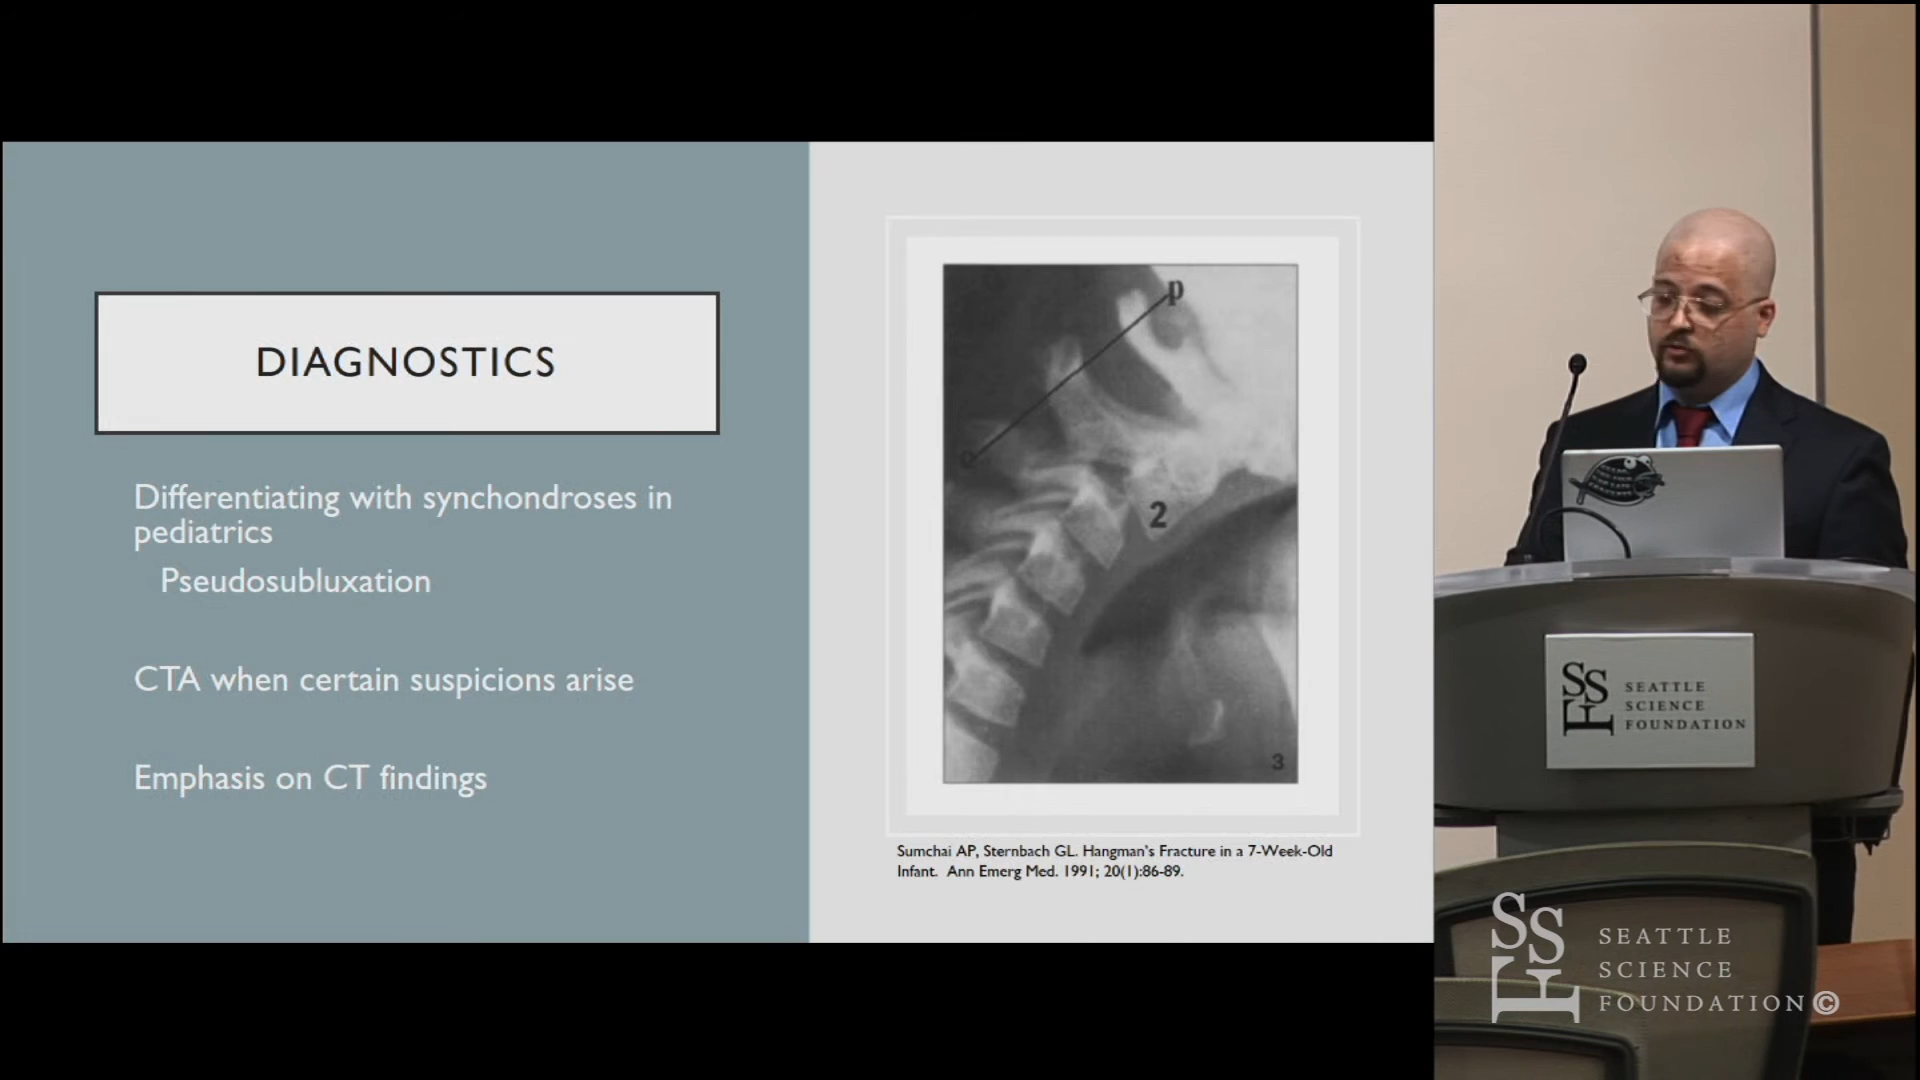 DIAGNOSTICS
Differentiating with synchondroses in
pediatrics
Pseudosubluxation
CTA when certain suspicions arise
Emphasis on CT findings
p
2
3
Sumchai AP, Sternbach GL. Hangman's Fracture in a 7-Week-Old
Infant. Ann Emerg Med. 1991; 20(1):86-89.
SSF
SEATTLE
SCIENCE
FOUNDATION
SSF
SEATTLE
SCIENCE
FOUNDATION©